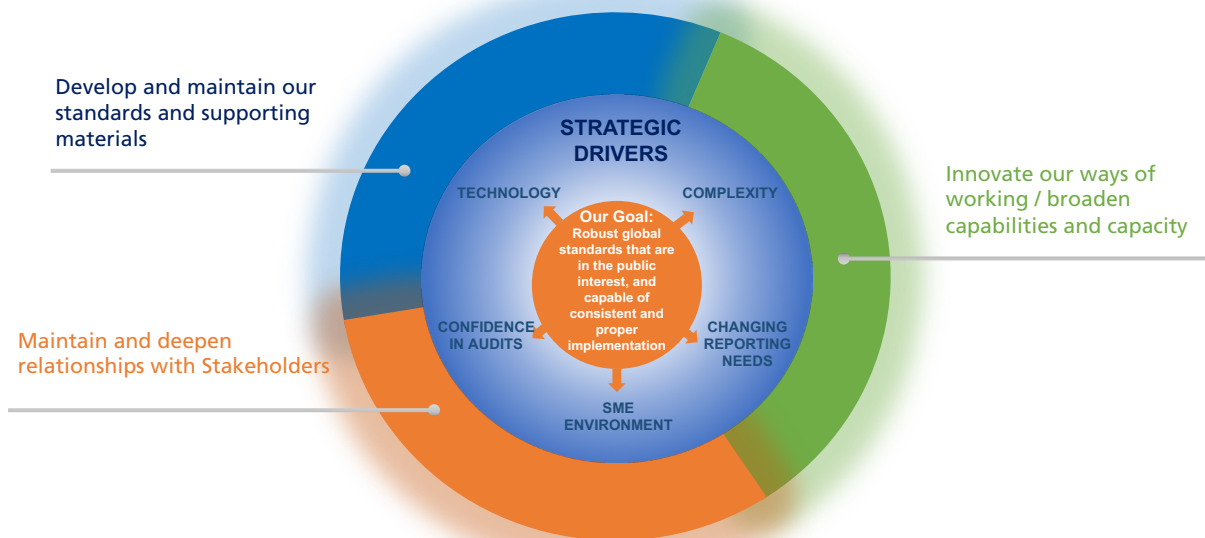 Develop and maintain our
standards and supporting
materials
STRATEGIC
DRIVERS
TECHNOLOGY
COMPLEXITY
Innovate our ways of
working / broaden
capabilities and capacity
Our Goal:
Robust global
standards that are
in the public
interest, and
capable of
consistent and
proper
implementation
Maintain and deepen
relationships with Stakeholders
CONFIDENCE
IN AUDITS
CHANGING
REPORTING
NEEDS
SME
ENVIRONMENT